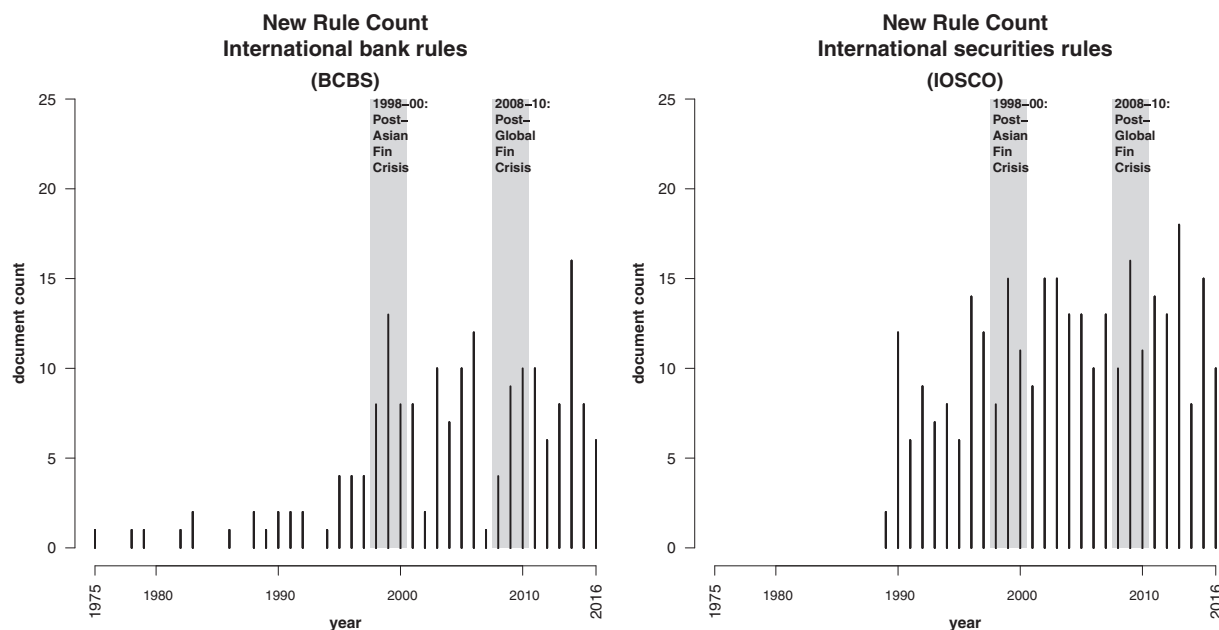 New Rule Count
International bank rules
(BCBS)
25
20
15
10
5
0
document count
1998–00:
Post–
Asian
Fin
Crisis
2008–10:
Post–
Global
Fin
Crisis
1975
1980
1990
2000
2010
2016
year
New Rule Count
International securities rules
(IOSCO)
25
20
15
10
5
0
document count
1998–00:
Post–
Asian
Fin
Crisis
2008–10:
Post–
Global
Fin
Crisis
1975
1980
1990
2000
2010
2016
year